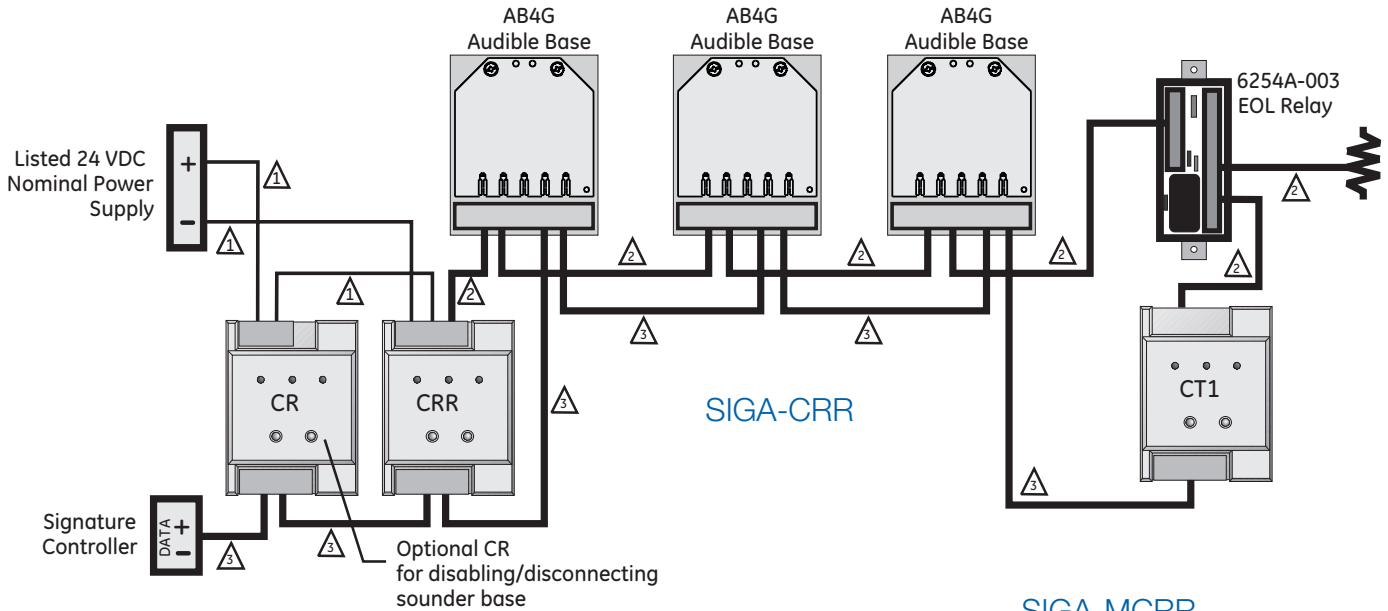 AB4G
Audible Base
AB4G
Audible Base
AB4G
Audible Base
6254A-003
EOL Relay
Listed 24 VDC
Nominal Power
Supply
+
-
1
1
1
2
2
2
2
2
2
3
3
3
CR
CRR
SIGA-CRR
CT1
3
Signature
Controller
DATA
+
-
3
3
Optional CR
for disabling/disconnecting
sounder base
SIGA-MCRR